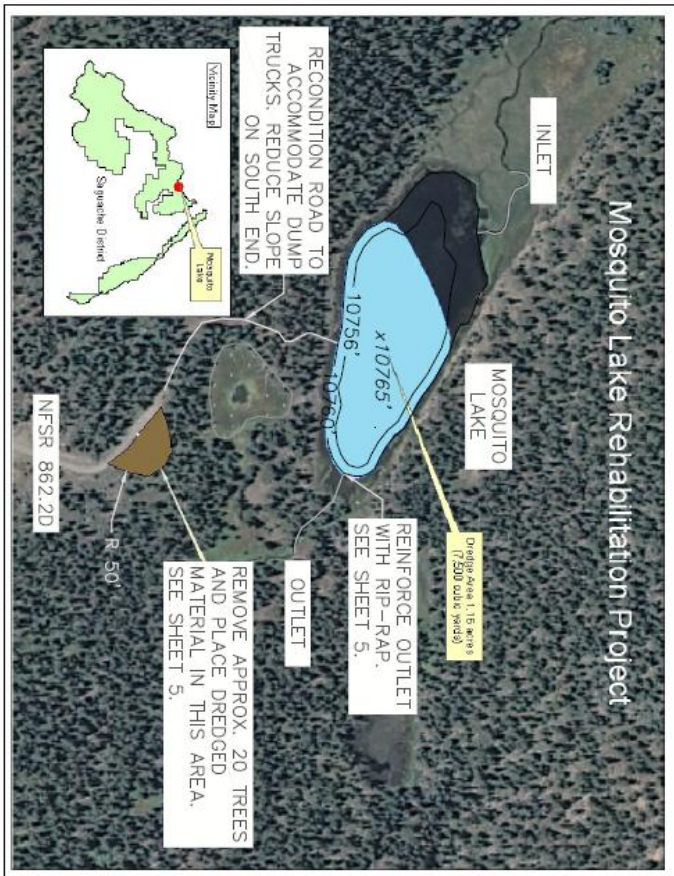 Mosquito Lake Rehabilitation Project
INLET
MOSQUITO
LAKE
Dredge Area 1.15 acres
(7,500 cubic yards)
x10765'
10756'
10760'
RECONDITION ROAD TO
ACCOMMODATE DUMP
TRUCKS. REDUCE SLOPE
ON SOUTH END.
REINFORCE OUTLET
WITH RIP-RAP.
SEE SHEET 5.
OUTLET
REMOVE APPROX. 20 TREES
AND PLACE DREDGED
MATERIAL IN THIS AREA.
SEE SHEET 5.
R 50'
NFSR 862.2D
Vicinity Map
Mosquito
Lake
Saguache District